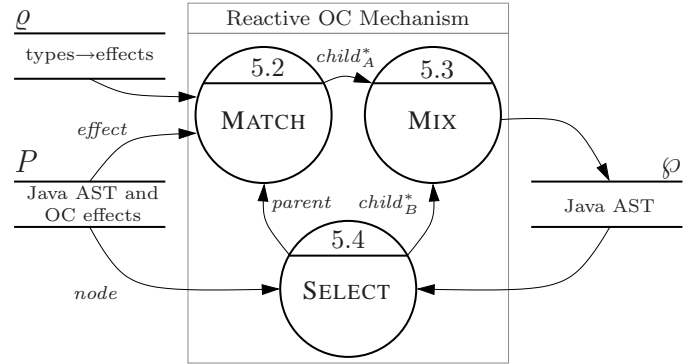 Reactive OC Mechanism
ϱ
types→effects
5.2
MATCH
child*A
5.3
MIX
effect
P
Java AST and
OC effects
parent
child*B
℘
Java AST
5.4
SELECT
node